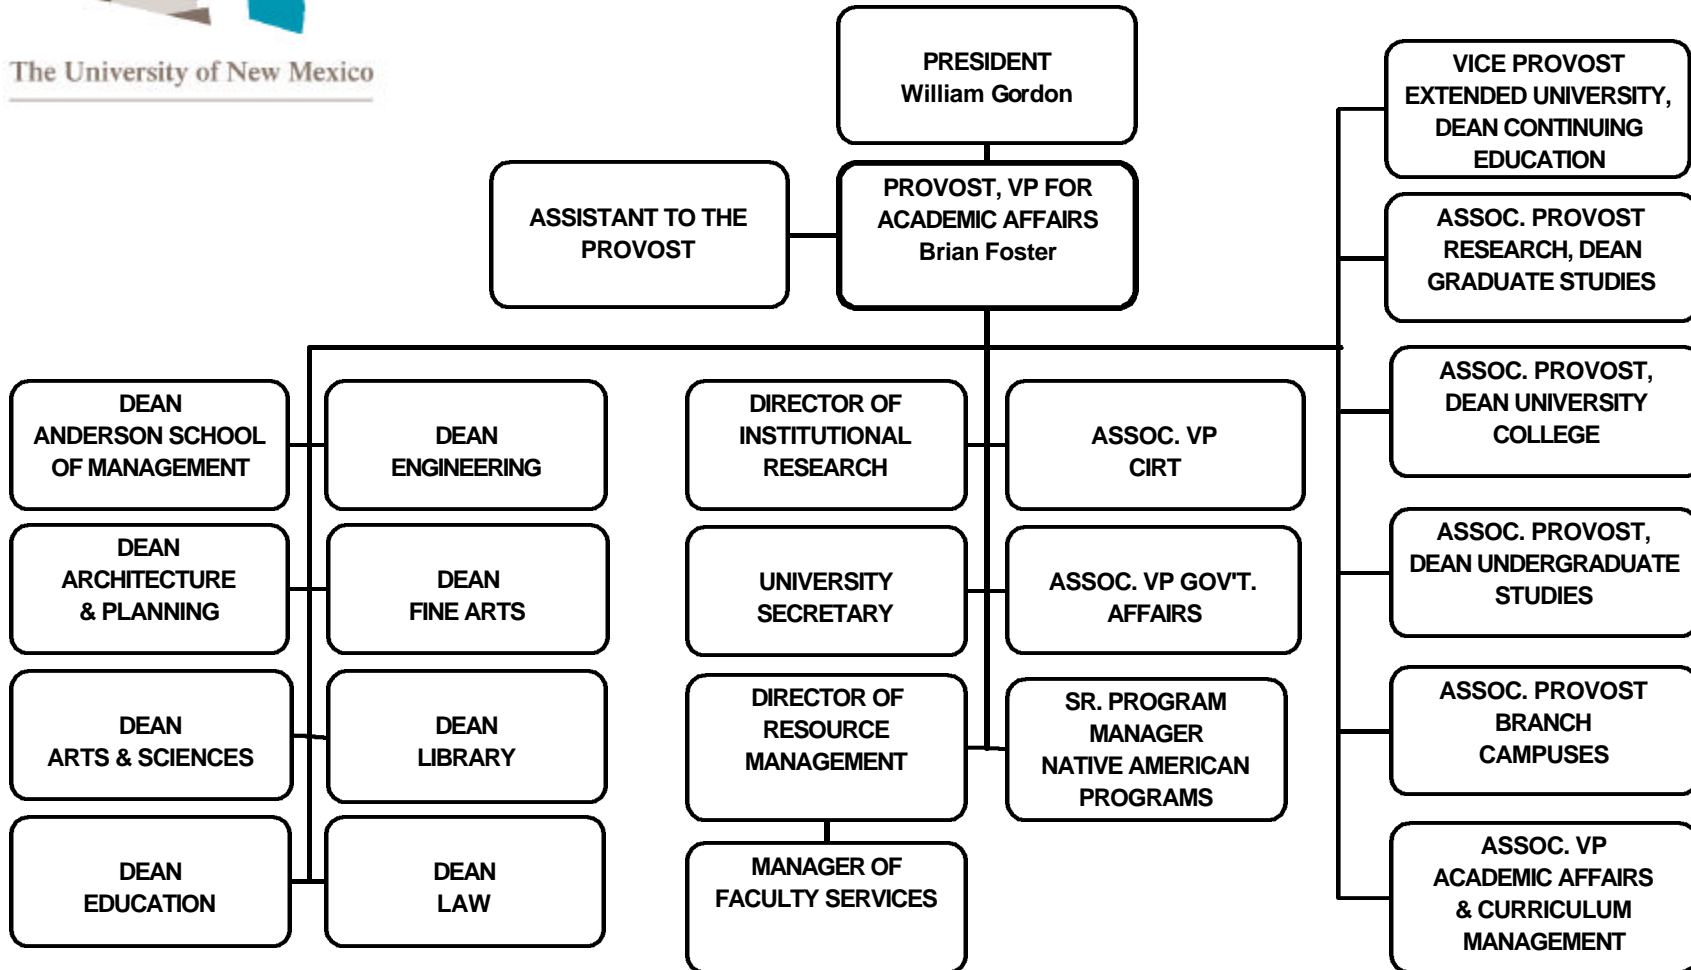 The University of New Mexico
PRESIDENT
William Gordon
PROVOST, VP FOR
ACADEMIC AFFAIRS
Brian Foster
ASSISTANT TO THE
PROVOST
DEAN
ANDERSON SCHOOL
OF MANAGEMENT
DEAN
ENGINEERING
DEAN
ARCHITECTURE
& PLANNING
DEAN
FINE ARTS
DEAN
ARTS & SCIENCES
DEAN
LIBRARY
DEAN
EDUCATION
DEAN
LAW
DIRECTOR OF
INSTITUTIONAL
RESEARCH
ASSOC. VP
CIRT
UNIVERSITY
SECRETARY
ASSOC. VP GOV'T.
AFFAIRS
DIRECTOR OF
RESOURCE
MANAGEMENT
SR. PROGRAM
MANAGER
NATIVE AMERICAN
PROGRAMS
MANAGER OF
FACULTY SERVICES
VICE PROVOST
EXTENDED UNIVERSITY,
DEAN CONTINUING
EDUCATION
ASSOC. PROVOST
RESEARCH, DEAN
GRADUATE STUDIES
ASSOC. PROVOST,
DEAN UNIVERSITY
COLLEGE
ASSOC. PROVOST,
DEAN UNDERGRADUATE
STUDIES
ASSOC. PROVOST
BRANCH
CAMPUSES
ASSOC. VP
ACADEMIC AFFAIRS
& CURRICULUM
MANAGEMENT